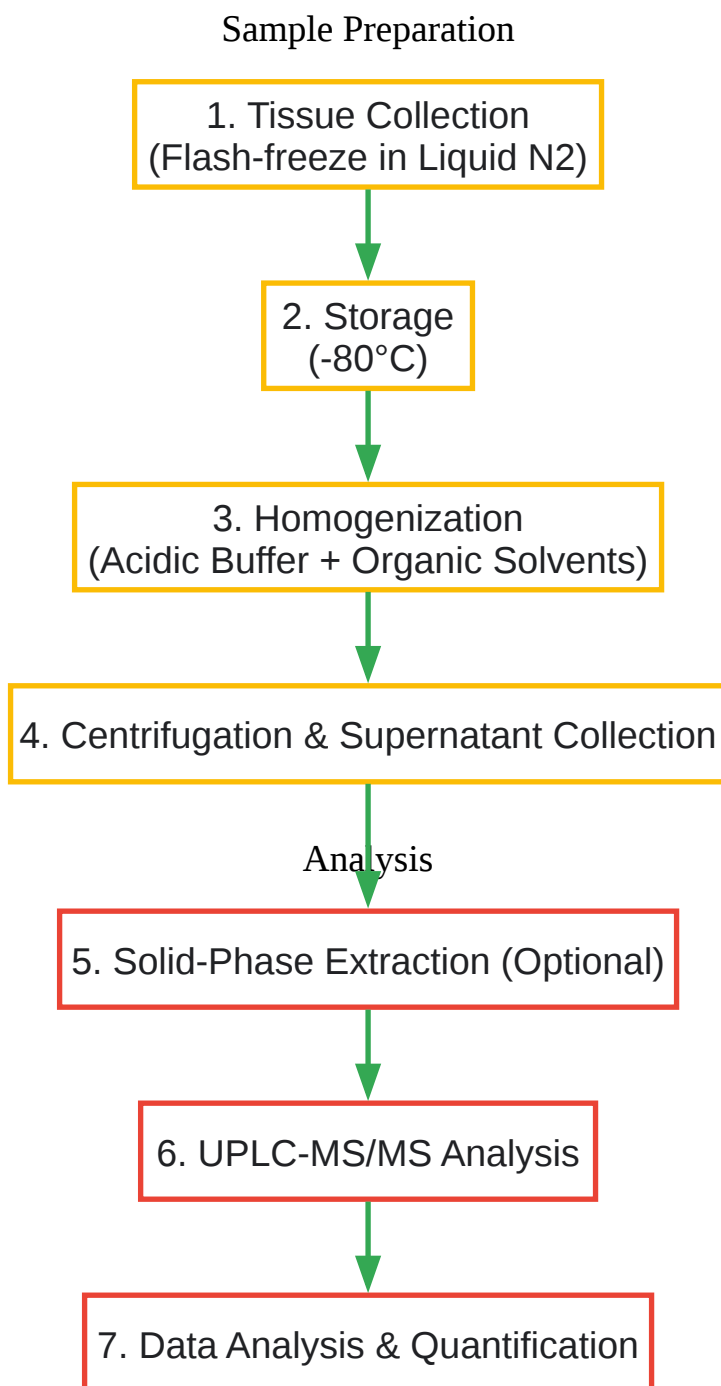 Sample Preparation
1. Tissue Collection
(Flash-freeze in Liquid N2)
2. Storage
(-80°C)
3. Homogenization
(Acidic Buffer + Organic Solvents)
4. Centrifugation & Supernatant Collection
Analysis
5. Solid-Phase Extraction (Optional)
6. UPLC-MS/MS Analysis
7. Data Analysis & Quantification